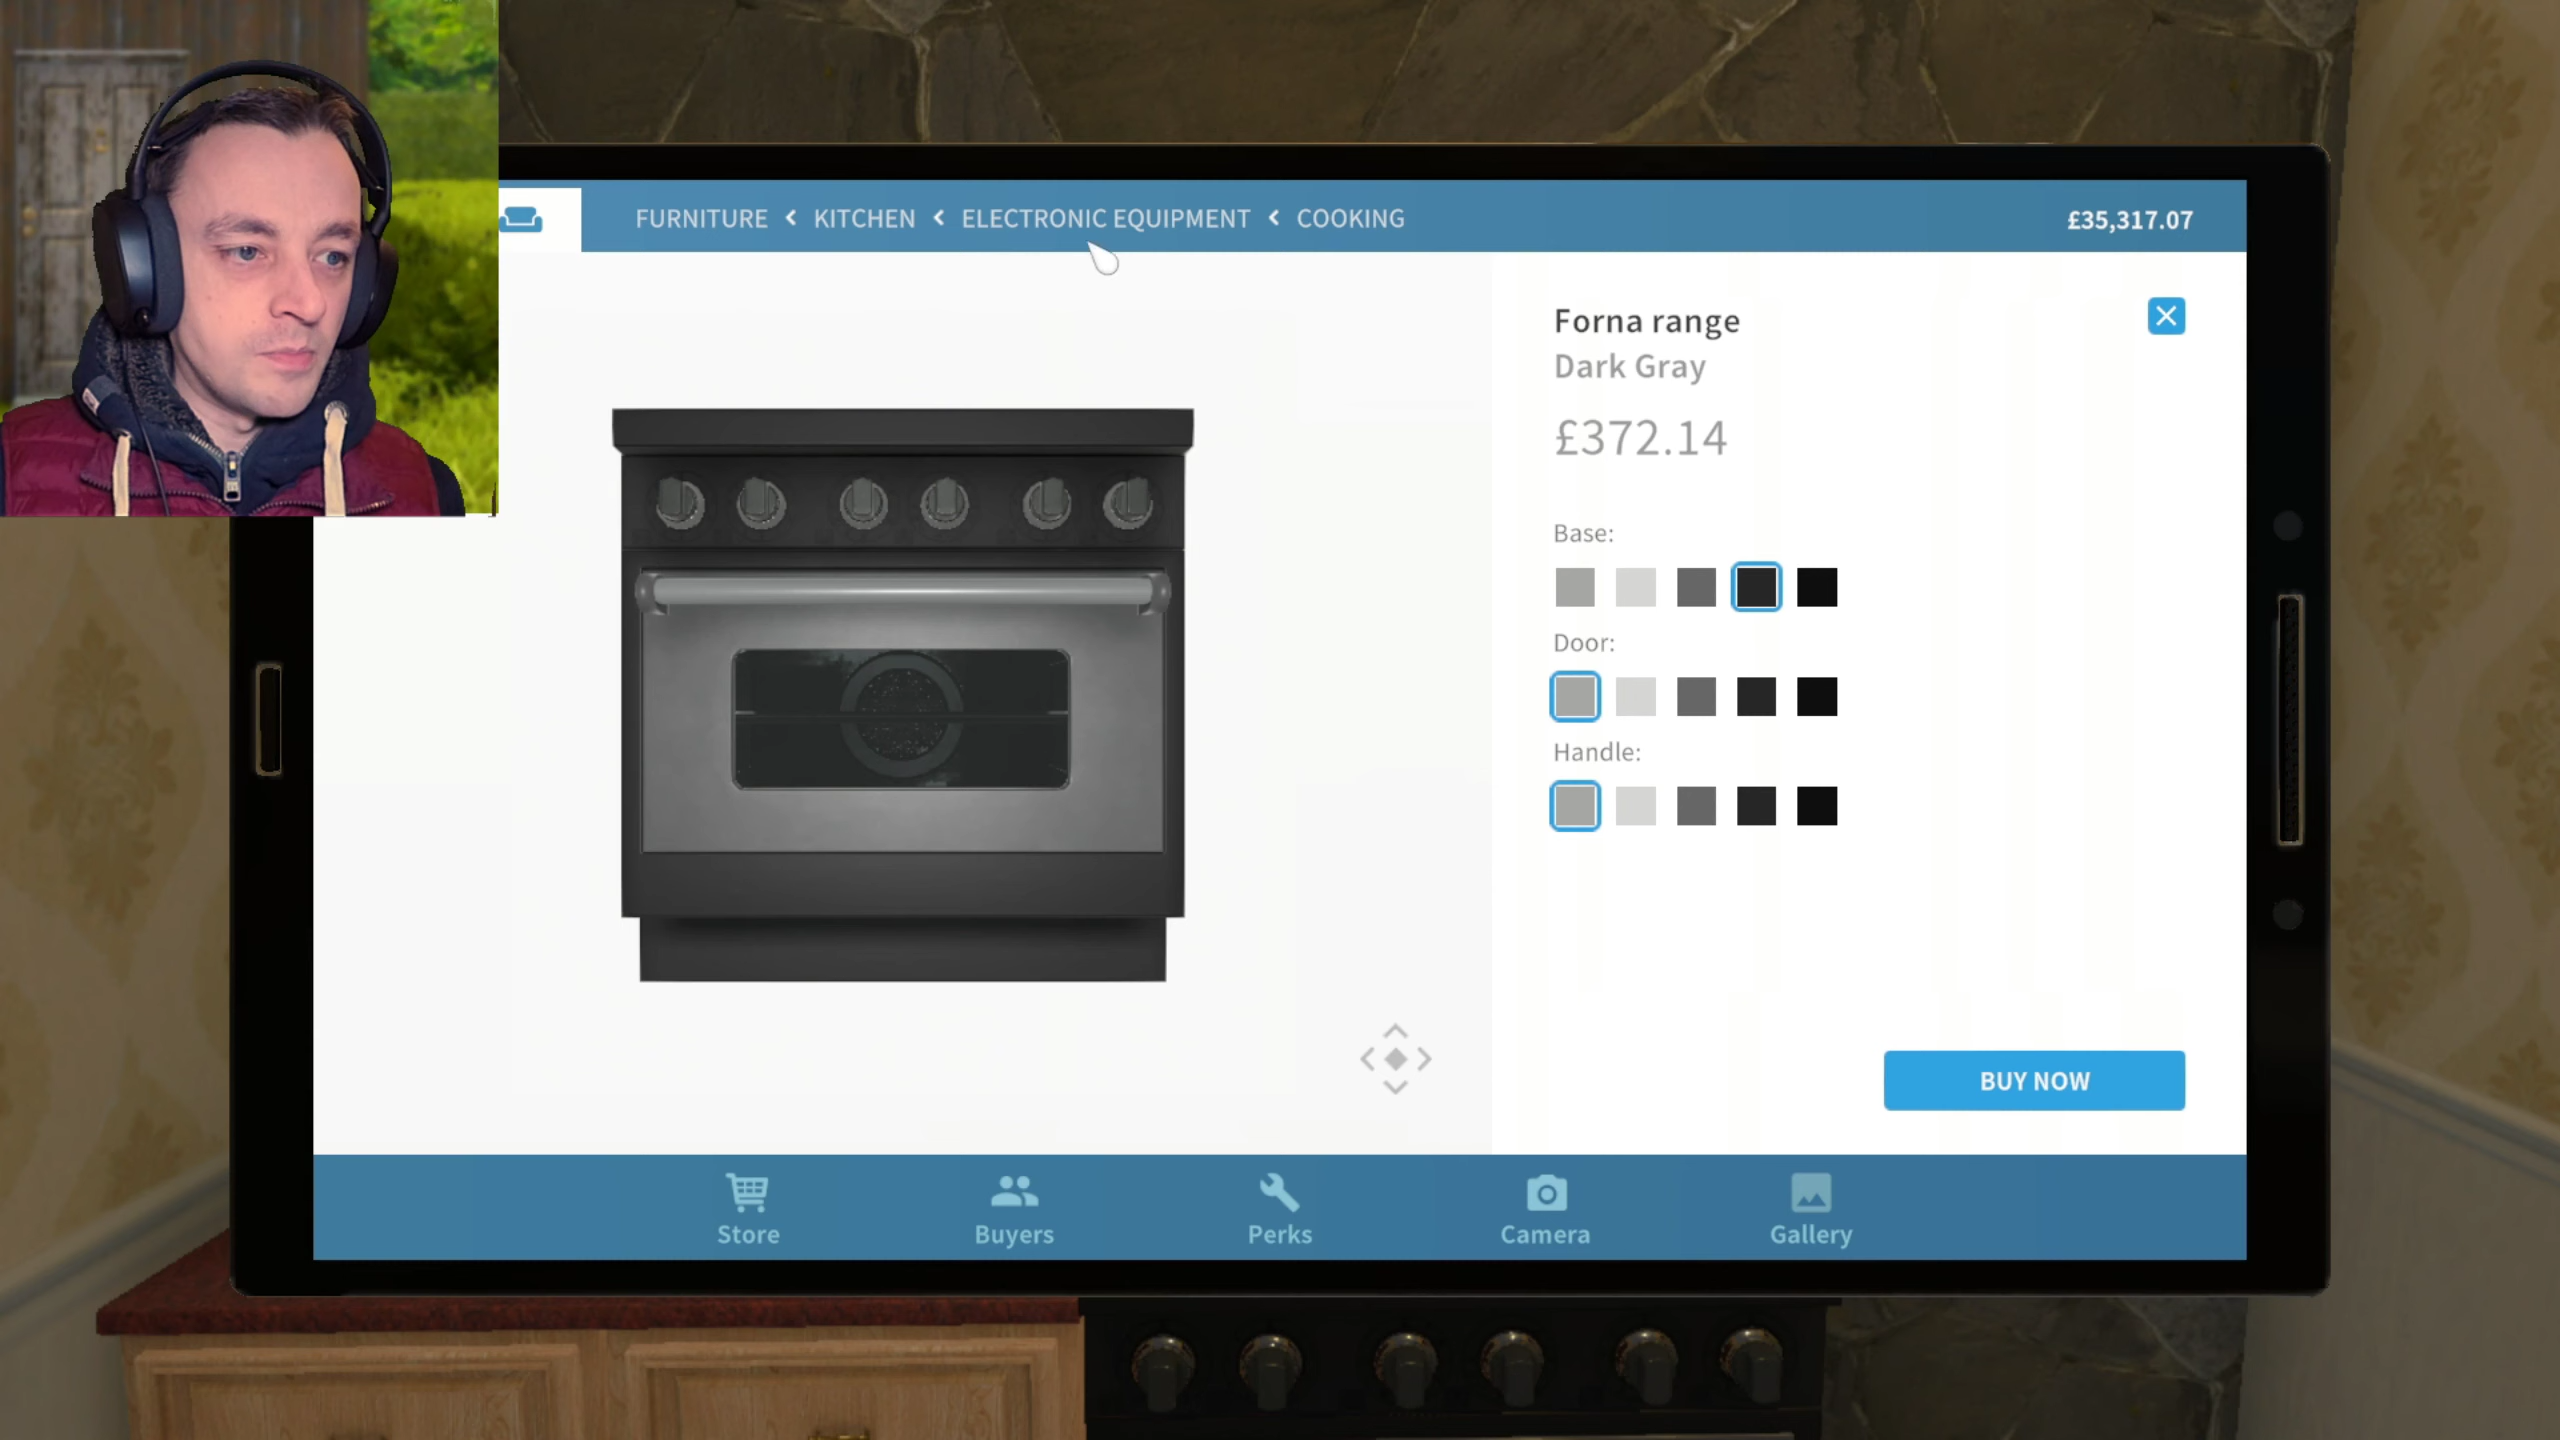 FURNITURE < KITCHEN < ELECTRONIC EQUIPMENT < COOKING
£35,317.07
Forna range
Dark Gray
£372.14
Base:
Door:
Handle:
BUY NOW
Store
Buyers
Perks
Camera
Gallery